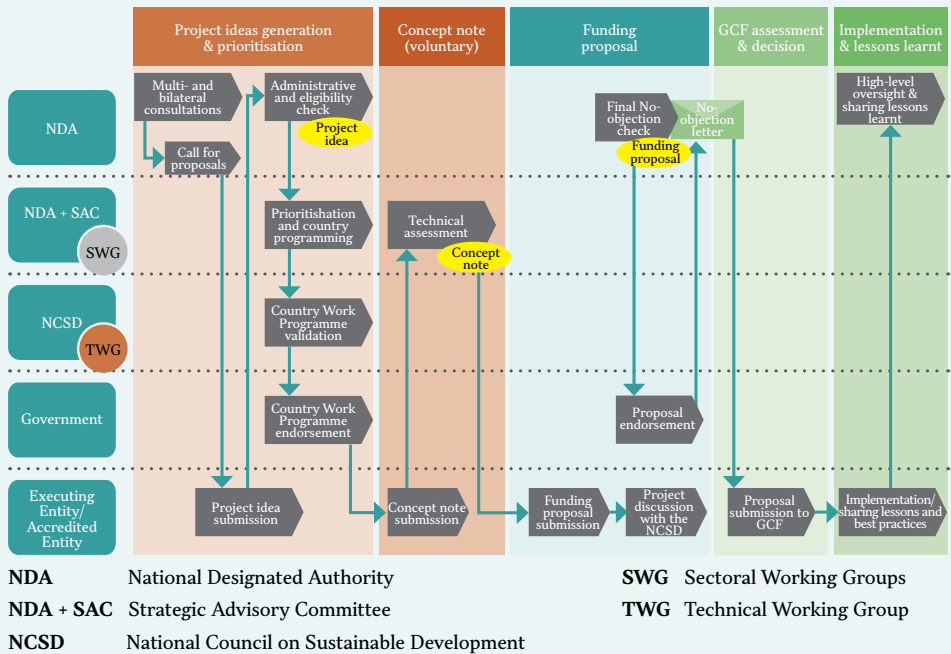 Project ideas generation
& prioritisation
Concept note
(voluntary)
Funding
proposal
GCF assessment
& decision
Implementation
& lessons learnt
NDA
Multi- and
bilateral
consultations
Call for
proposals
Administrative
and eligibility
check
Project
idea
Final No-
objection
check
No-
objection
letter
Funding
proposal
High-level
oversight &
sharing lessons
learnt
NDA + SAC
SWG
Prioritishation
and country
programming
Technical
assessment
Concept
note
NCSD
TWG
Country Work
Programme
validation
Government
Country Work
Programme
endorsement
Proposal
endorsement
Executing
Entity/
Accredited
Entity
Project idea
submission
Concept note
submission
Funding
proposal
submission
Project
discussion
with the
NCSD
Proposal
submission to
GCF
Implementation/
sharing lessons and
best practices
NDA National Designated Authority
NDA + SAC Strategic Advisory Committee
NCSD National Council on Sustainable Development
SWG Sectoral Working Groups
TWG Technical Working Group